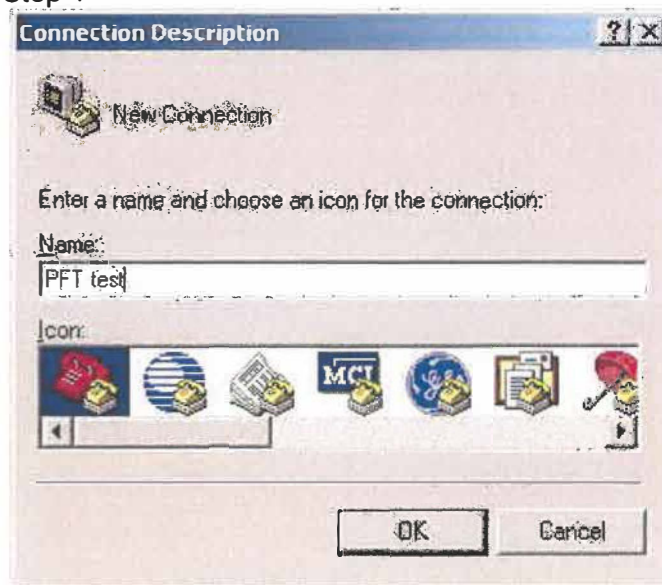 Connection Description
New Connection
Enter a name and choose an icon for the connection:
Name:
PFT test
Icon:
MCI
OK
Cancel